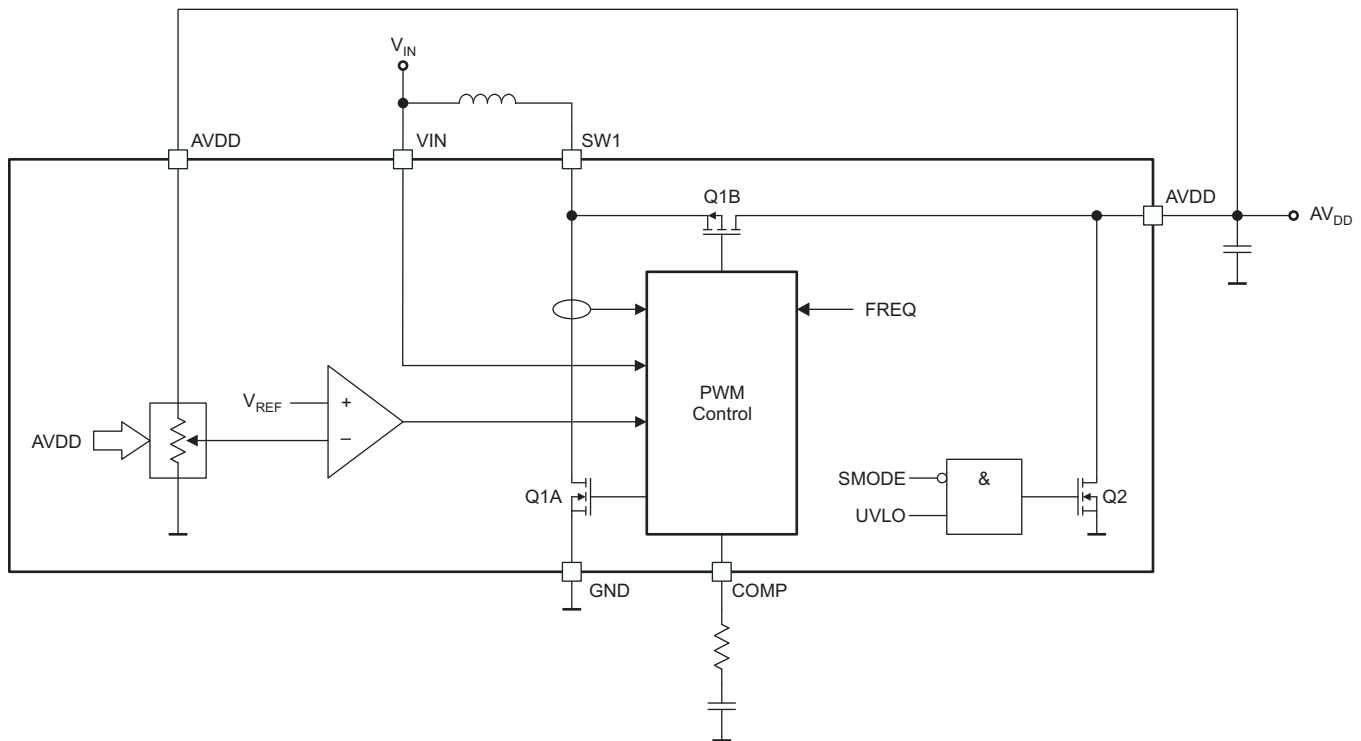 V_IN
AVDD
VIN
SW1
Q1B
AVDD
AV_DD
FREQ
PWM
Control
V_REF
+
−
AVDD
SMODE
&
Q1A
Q2
UVLO
GND
COMP